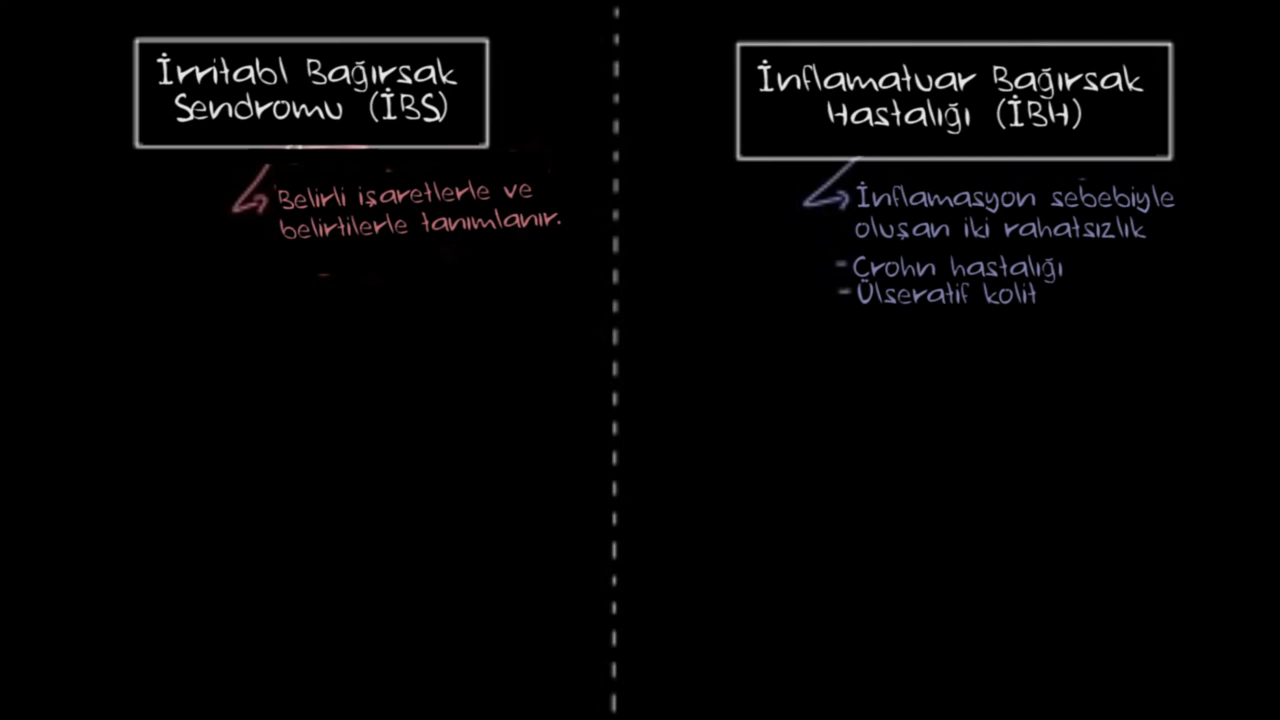 İrritabl Bağırsak
Sendromu (İBS)
Belirli işaretlerle ve
belirtilerle tanımlanır.
İnflamatuar Bağırsak
Hastalığı (İBH)
İnflamasyon sebebiyle
oluşan iki rahatsızlık
- Crohn hastalığı
- Ülseratif kolit